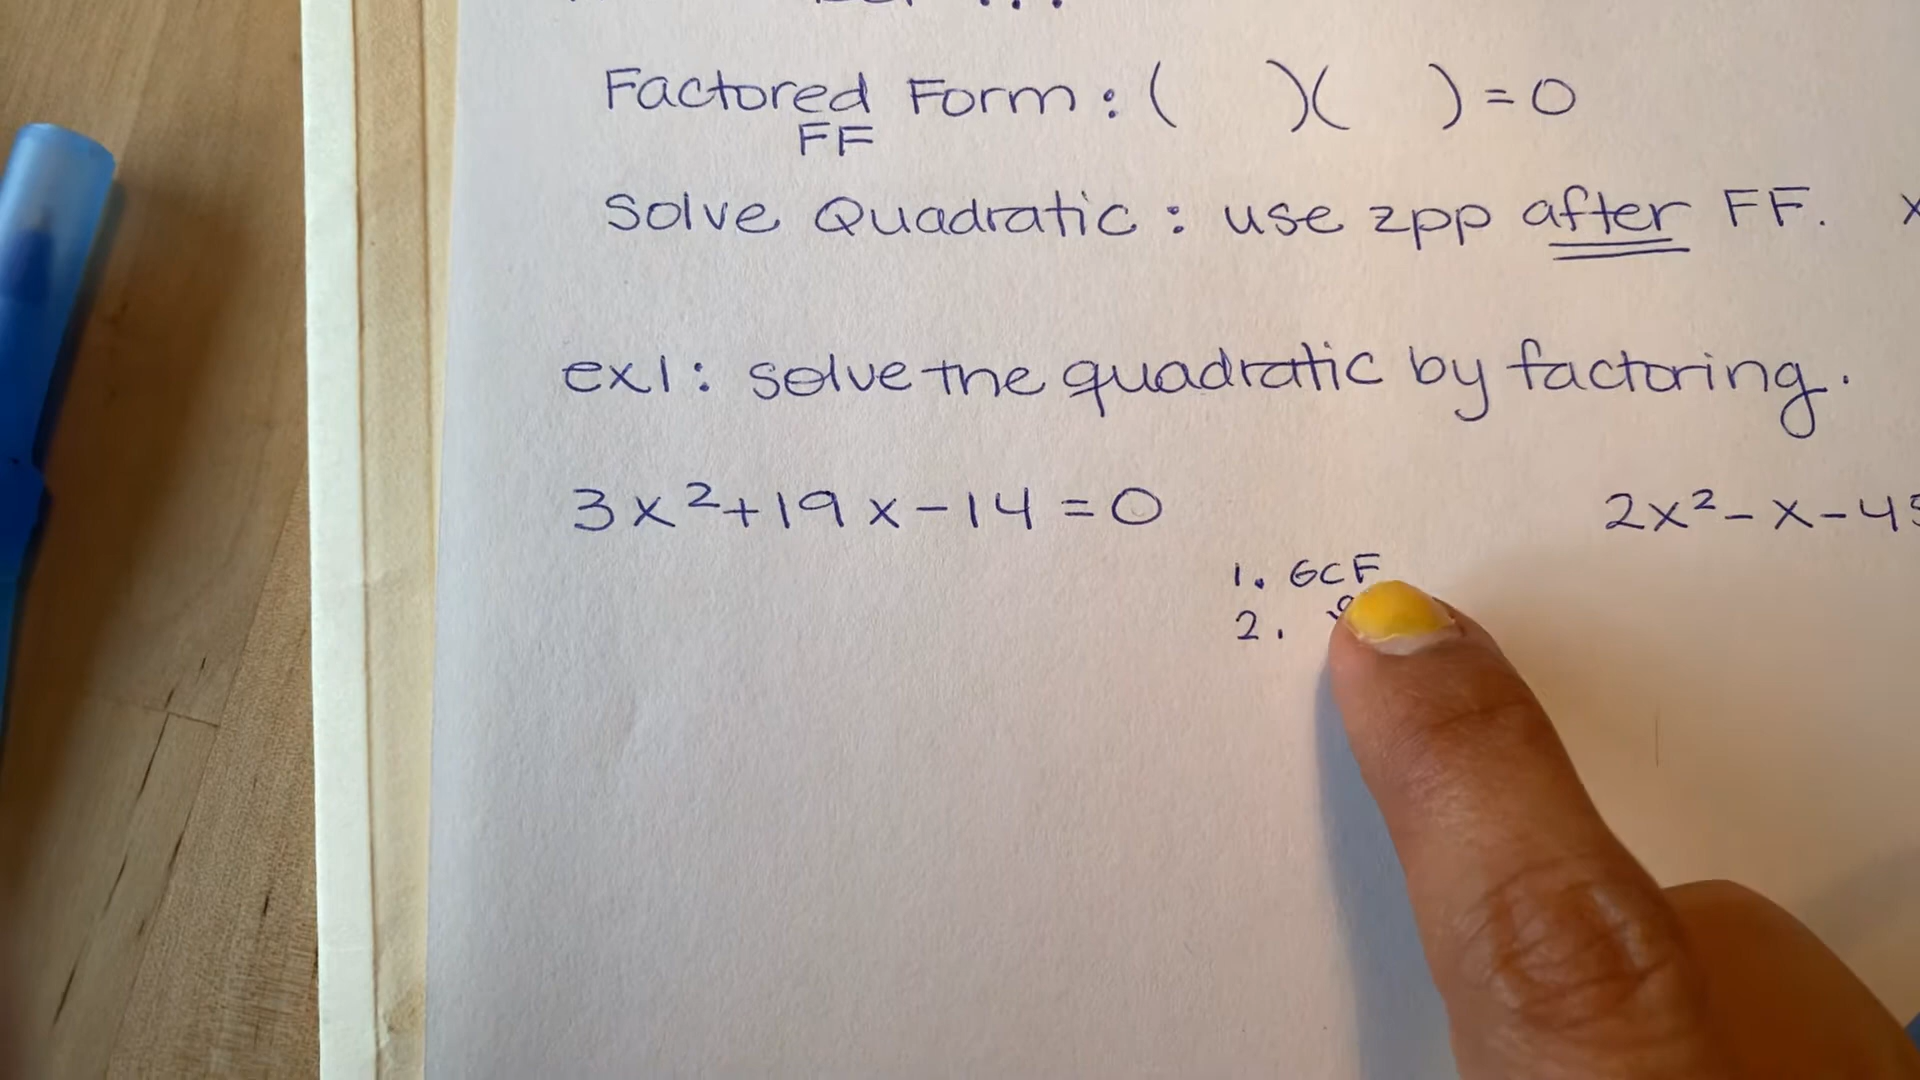 Factored Form: (   )(   ) = 0
FF
Solve Quadratic: use zpp after FF.
ex1: solve the quadratic by factoring.
3x²+19x-14=0
2x²-x-45
1. GCF
2.